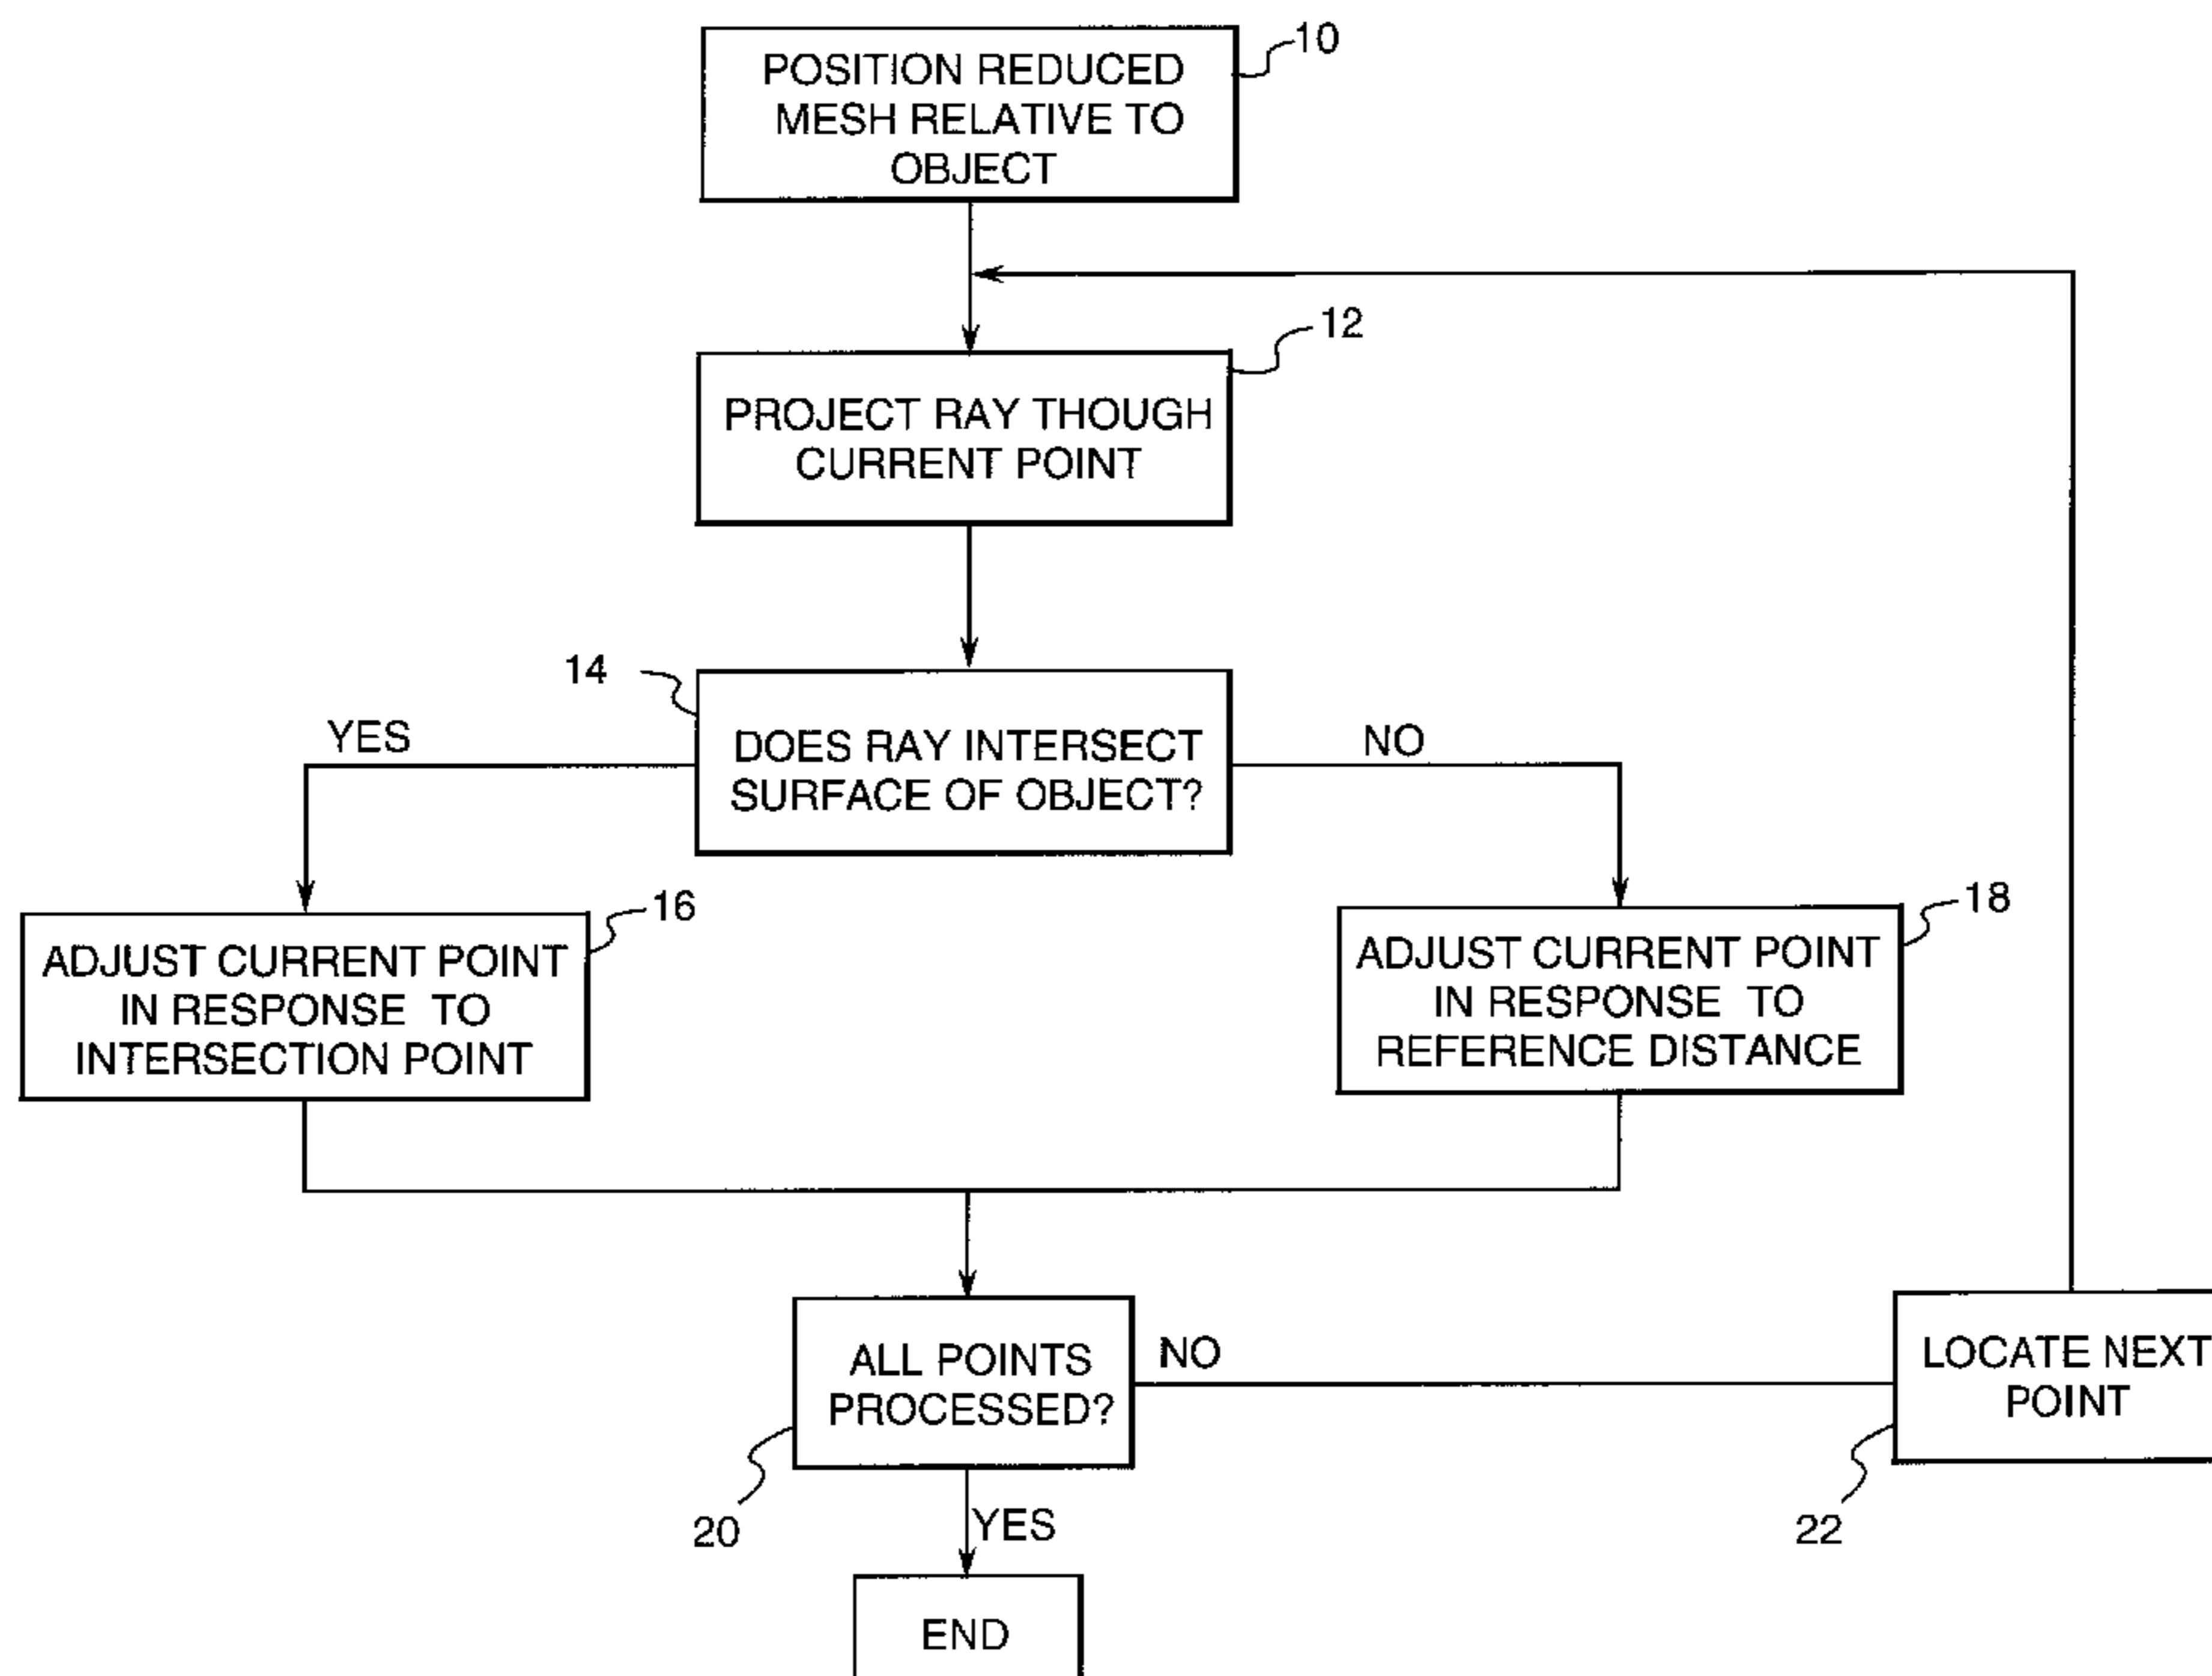 POSITION REDUCED
MESH RELATIVE TO
OBJECT
10
PROJECT RAY THOUGH
CURRENT POINT
12
14
DOES RAY INTERSECT
SURFACE OF OBJECT?
YES
NO
ADJUST CURRENT POINT
IN RESPONSE TO
INTERSECTION POINT
16
ADJUST CURRENT POINT
IN RESPONSE TO
REFERENCE DISTANCE
18
ALL POINTS
PROCESSED?
20
NO
LOCATE NEXT
POINT
22
YES
END